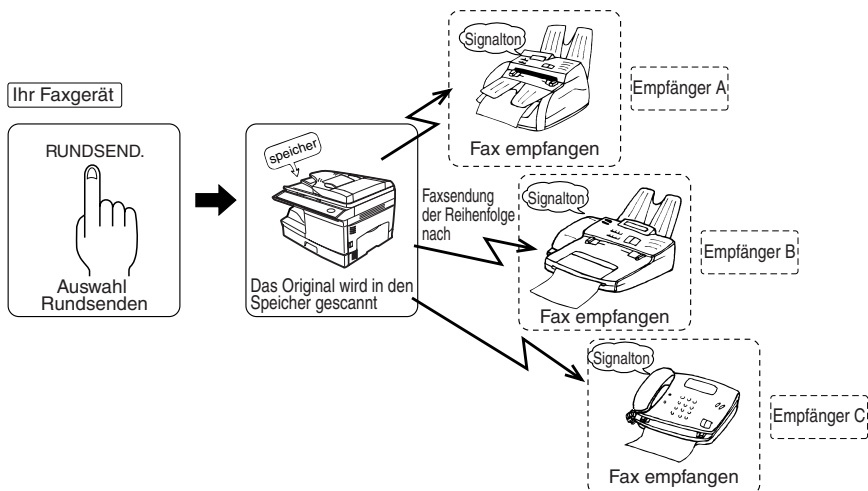 Ihr Faxgerät
RUNDSEND.
Auswahl
Rundsenden
speicher
Das Original wird in den
Speicher gescannt
Faxsendung
der Reihenfolge
nach
Signalton
Fax empfangen
Empfänger A
Signalton
Fax empfangen
Empfänger B
Signalton
Fax empfangen
Empfänger C